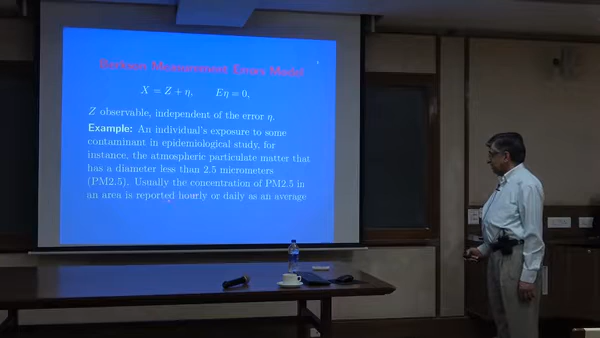 Berkson Measurement Errors Model
X = Z + η,  Eη = 0,
Z observable, independent of the error η.
Example: An individual's exposure to some
contaminant in epidemiological study, for
instance, the atmospheric particulate matter that
has a diameter less than 2.5 micrometers
(PM2.5). Usually the concentration of PM2.5 in
an area is reported hourly or daily as an average